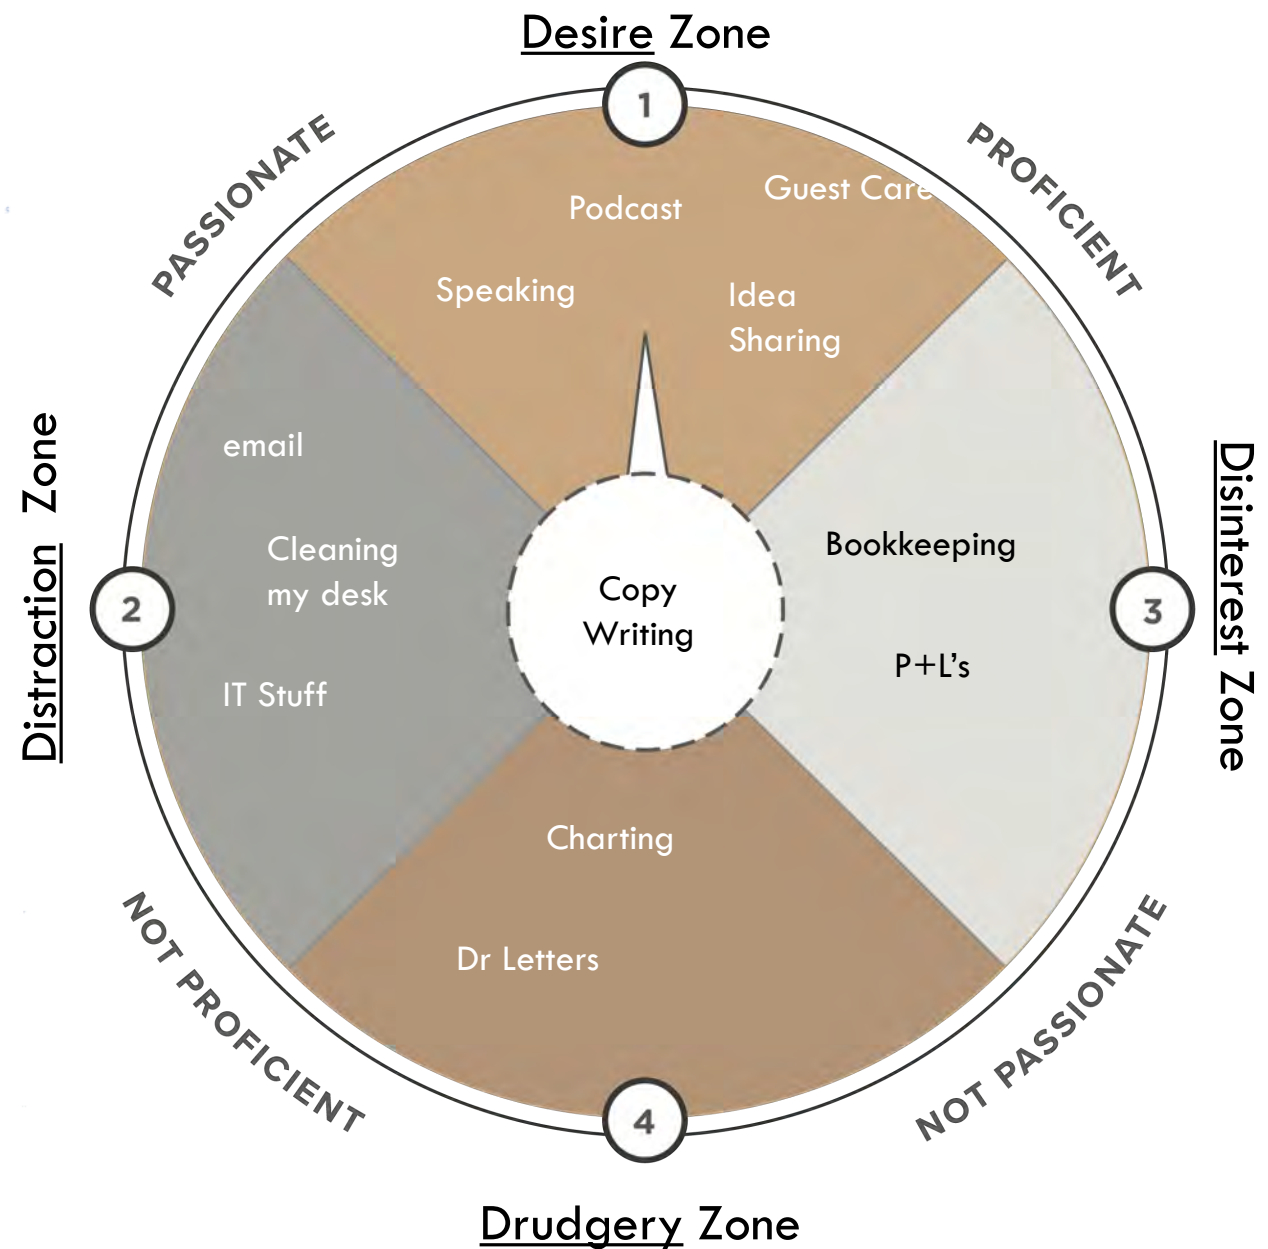 Desire Zone
1
PASSIONATE
PROFICIENT
Podcast
Guest Care
Speaking
Idea
Sharing
Distraction Zone
2
email
Cleaning
my desk
IT Stuff
Copy
Writing
Bookkeeping
P+L’s
3
Disinterest Zone
Charting
Dr Letters
NOT PROFICIENT
NOT PASSIONATE
4
Drudgery Zone